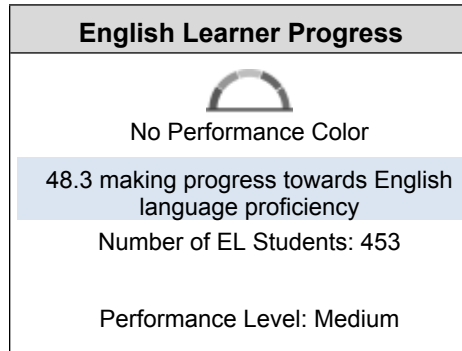 English Learner Progress
No Performance Color
48.3 making progress towards English
language proficiency
Number of EL Students: 453
Performance Level: Medium